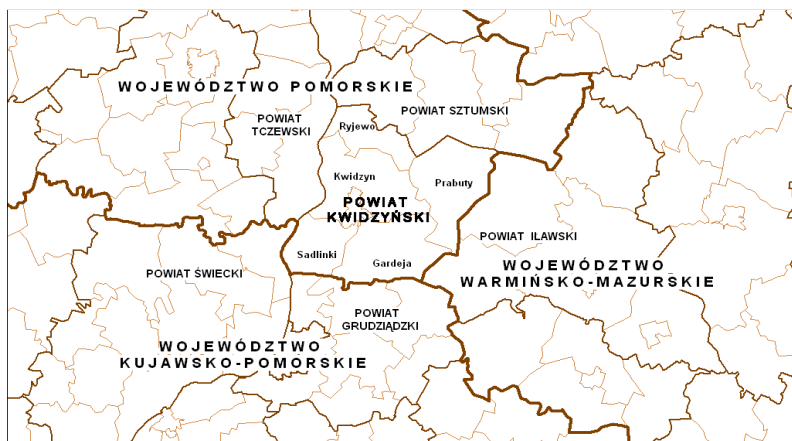 WOJEWÓDZTWO POMORSKIE
POWIAT SZTUMSKI
POWIAT
TCZEWSKI
Ryjewo
Kwidzyn
Prabuty
POWIAT
KWIDZYŃSKI
POWIAT IŁAWSKI
Sadlinki
Gardeja
POWIAT ŚWIECKI
WOJEWÓDZTWO
WARMIŃSKO-MAZURSKIE
POWIAT
GRUDZIĄDZKI
WOJEWÓDZTWO
KUJAWSKO-POMORSKIE